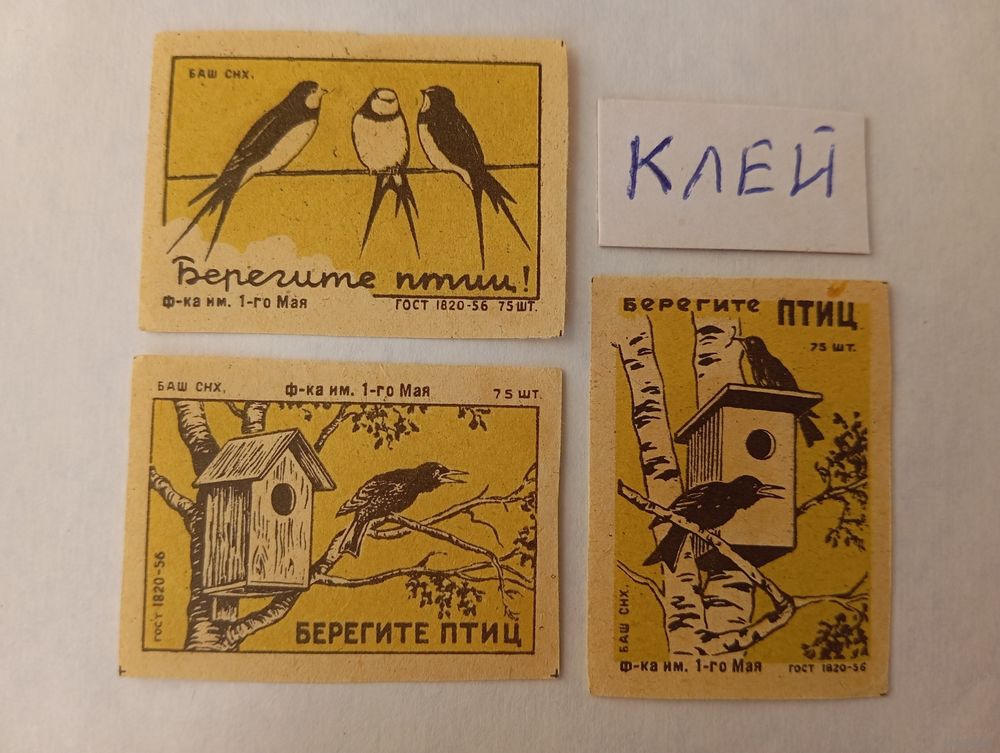 БАШ СНХ.
Берегите птиц!
Ф-ка им. 1-го Мая
ГОСТ 1820-56 75 ШТ.
КЛЕЙ
БАШ СНХ.
Ф-ка им. 1-го Мая
75 ШТ.
ГОСТ 1820-56
БЕРЕГИТЕ ПТИЦ
БЕРЕГИТЕ ПТИЦ
75 ШТ.
БАШ СНХ.
Ф-ка им. 1-го Мая
ГОСТ 1820-56